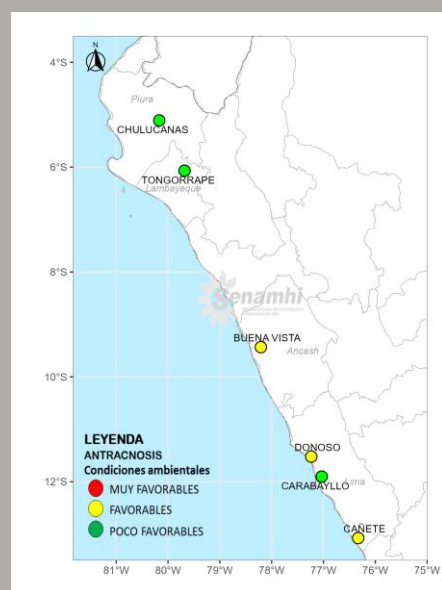 N
4°S
Piura
CHULUCANAS
6°S
TONGORRAPE
Lambayeque
8°S
Senamhi
BUENA VISTA
Ancash
10°S
DONOSO
LEYENDA
ANTRACNOSIS
Condiciones ambientales
MUY FAVORABLES
FAVORABLES
POCO FAVORABLES
12°S
CARABAYLLO
Lima
CAÑETE
81°W 80°W 79°W 78°W 77°W 76°W 75°W